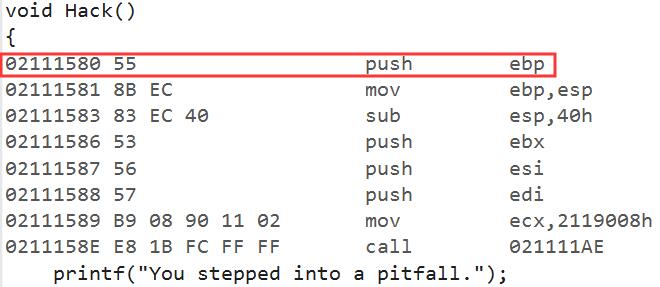 void Hack()
{
02111580 55 push ebp
02111581 8B EC mov ebp,esp
02111583 83 EC 40 sub esp,40h
02111586 53 push ebx
02111587 56 push esi
02111588 57 push edi
02111589 B9 08 90 11 02 mov ecx,2119008h
0211158E E8 1B FC FF FF call 021111AE
printf("You stepped into a pitfall.");